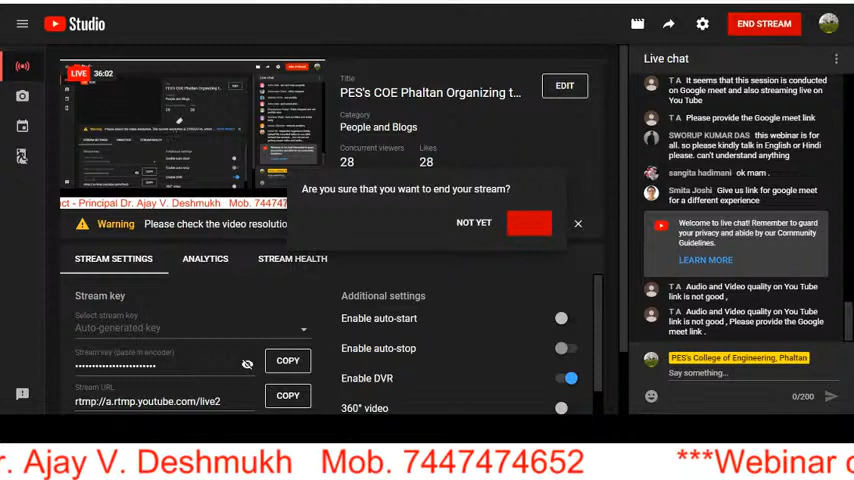 Studio
END STREAM
LIVE 36:02
Title
PES's COE Phaltan Organizing t...
EDIT
Category
People and Blogs
Concurrent viewers
Likes
28
28
Live chat
T A It seems that this session is conducted
on Google meet and also streaming live on
You Tube
T A Please provide the Google meet
link
SWORUP KUMAR DAS this webinar is for
all. so please kindly talk in English or Hindi
please. can't understand anything
sangita hadimani ok mam .
Smita Joshi Give us link for google meet
for a different experience
Welcome to live chat! Remember to guard
your privacy and abide by our Community
Guidelines.
LEARN MORE
T A Audio and Video quality on You Tube
link is not good ,
T A Audio and Video quality on You Tube
link is not good , Please provide the Google
meet link .
PES's College of Engineering, Phaltan
Say something...
0/200
Are you sure that you want to end your stream?
NOT YET
ct - Principal Dr. Ajay V. Deshmukh Mob. 74474
Warning Please check the video resolutio
STREAM SETTINGS
ANALYTICS
STREAM HEALTH
Stream key
Select stream key
Auto-generated key
Stream key (paste in encoder)
COPY
Stream URL
rtmp://a.rtmp.youtube.com/live2
COPY
Additional settings
Enable auto-start
Enable auto-stop
Enable DVR
360° video
r. Ajay V. Deshmukh Mob. 7447474652 ***Webinar